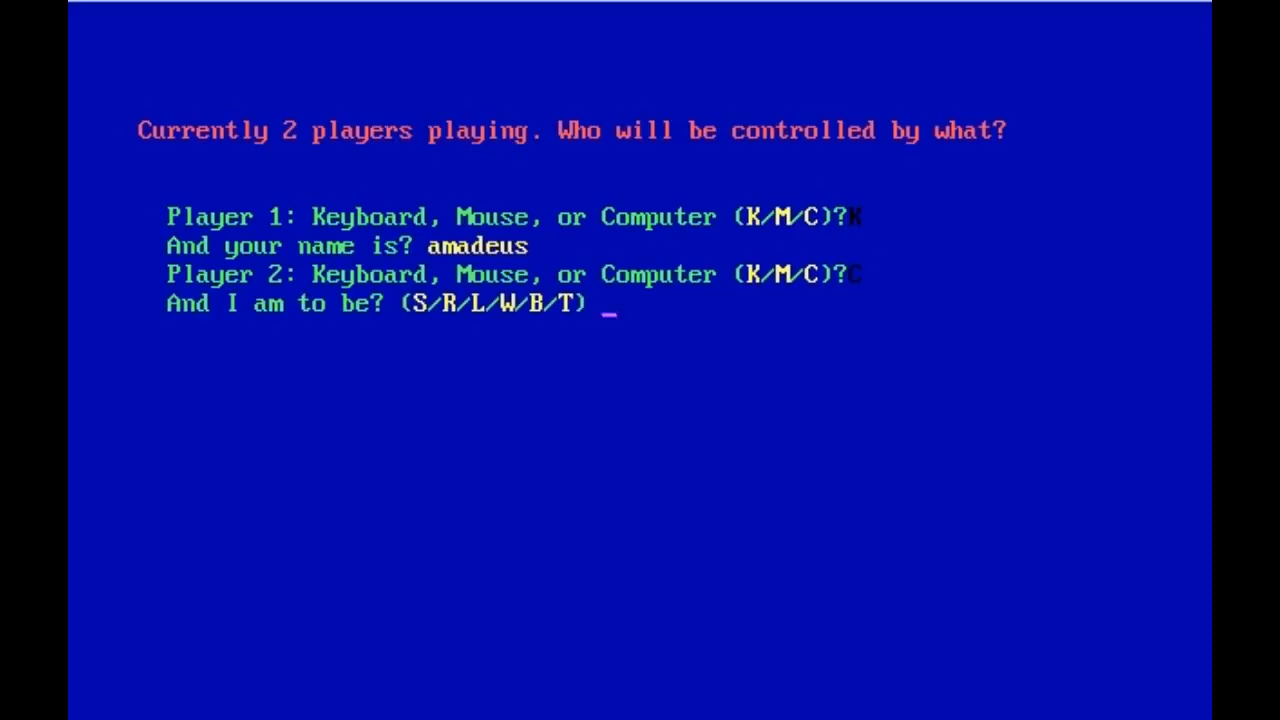 Currently 2 players playing. Who will be controlled by what?
Player 1: Keyboard, Mouse, or Computer (K/M/C)?K
And your name is? amadeus
Player 2: Keyboard, Mouse, or Computer (K/M/C)?C
And I am to be? (S/R/L/W/B/T) _